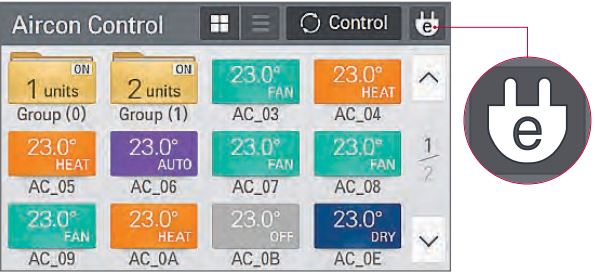 Aircon Control
Control
e
ON
1 units
Group (0)
ON
2 units
Group (1)
23.0°
FAN
AC_03
23.0°
HEAT
AC_04
23.0°
HEAT
AC_05
23.0°
AUTO
AC_06
23.0°
FAN
AC_07
23.0°
FAN
AC_08
1/2
23.0°
FAN
AC_09
23.0°
HEAT
AC_0A
23.0°
OFF
AC_0B
23.0°
DRY
AC_0E
e